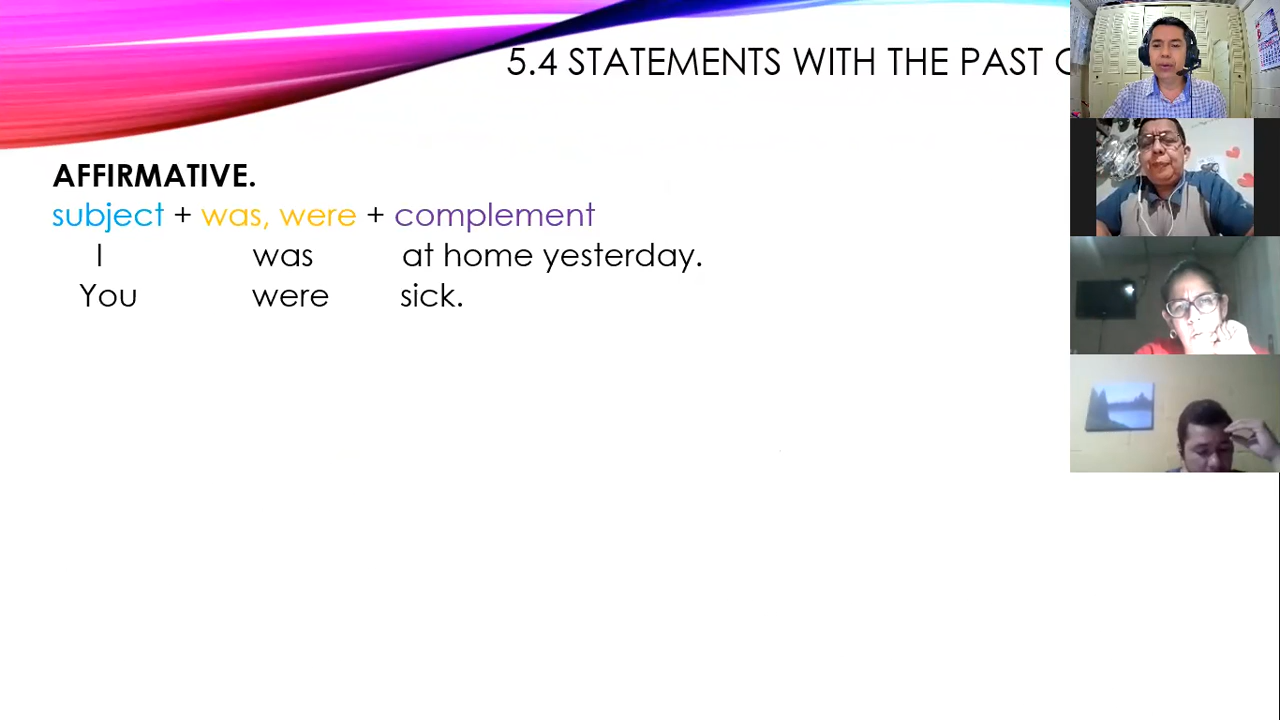 5.4 STATEMENTS WITH THE PAST
AFFIRMATIVE.
subject + was, were + complement
I was at home yesterday.
You were sick.